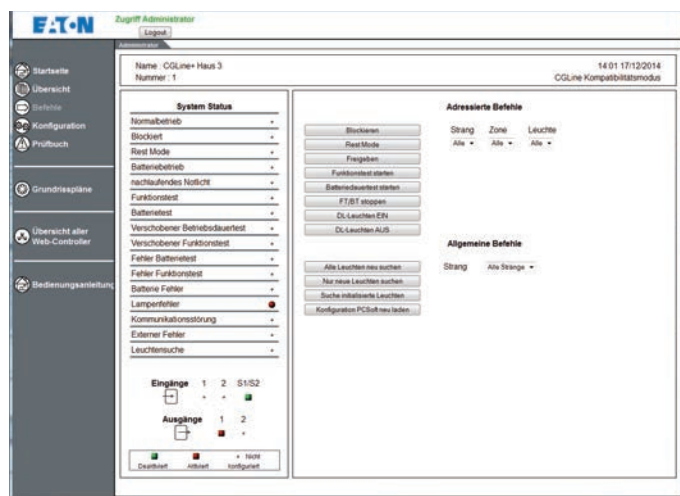 EATON
Zugriff Administrator
Logout
Administrator
Startseite
Übersicht
Befehle
Konfiguration
Prüfbuch
Grundrisspläne
Übersicht aller
Web-Controller
Bedienungsanleitung
Name : CGLine+ Haus 3
Nummer : 1
14:01 17/12/2014
CGLine Kompatibilitätsmodus
System Status
Normalbetrieb
Blockiert
Rest Mode
Batteriebetrieb
nachlaufendes Notlicht
Funktionstest
Batterietest
Verschobener Betriebsdauertest
Verschobener Funktionstest
Fehler Batterietest
Fehler Funktionstest
Batterie Fehler
Lampenfehler
Kommunikationsstörung
Externer Fehler
Leuchtensuche
Eingänge 1 2 S1/S2
Ausgänge 1 2
Deaktiviert Aktiviert Nicht
konfiguriert
Adressierte Befehle
Blockieren
Rest Mode
Freigeben
Funktionstest starten
Batteriedauertest starten
FT/BT stoppen
DL-Leuchten EIN
DL-Leuchten AUS
Strang Zone Leuchte
Alle Alle Alle
Allgemeine Befehle
Alle Leuchten neu suchen
Nur neue Leuchten suchen
Suche initialisierte Leuchten
Konfiguration PCSoft neu laden
Strang Alle Stränge